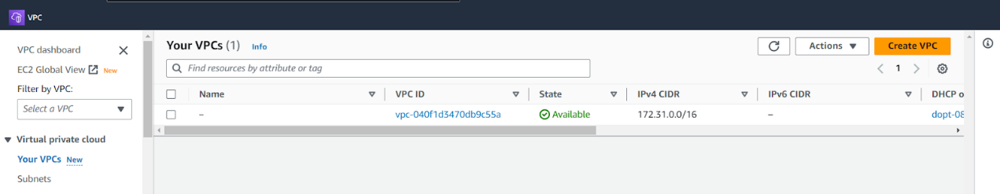 VPC
VPC dashboard
EC2 Global View New
Filter by VPC:
Select a VPC
Virtual private cloud
Your VPCs New
Subnets
Your VPCs (1) Info
Actions
Create VPC
Find resources by attribute or tag
1
Name VPC ID State IPv4 CIDR IPv6 CIDR DHCP o
– vpc-040f1d3470db9c55a Available 172.31.0.0/16 – dopt-08